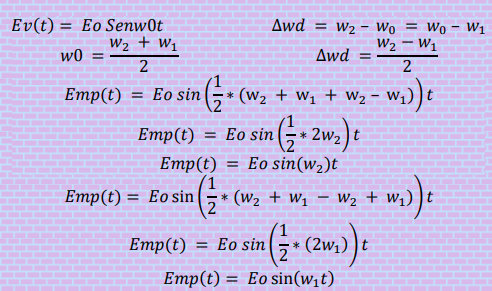 Ev(t) = Eo Senw0t    Δwd = w₂ − w₀ = w₀ − w₁
w0 = (w₂ + w₁)/2    Δwd = (w₂ − w₁)/2
Emp(t) = Eo sin(1/2 * (w₂ + w₁ + w₂ − w₁))t
Emp(t) = Eo sin(1/2 * 2w₂)t
Emp(t) = Eo sin(w₂)t
Emp(t) = Eo sin(1/2 * (w₂ + w₁ − w₂ + w₁))t
Emp(t) = Eo sin(1/2 * (2w₁))t
Emp(t) = Eo sin(w₁t)